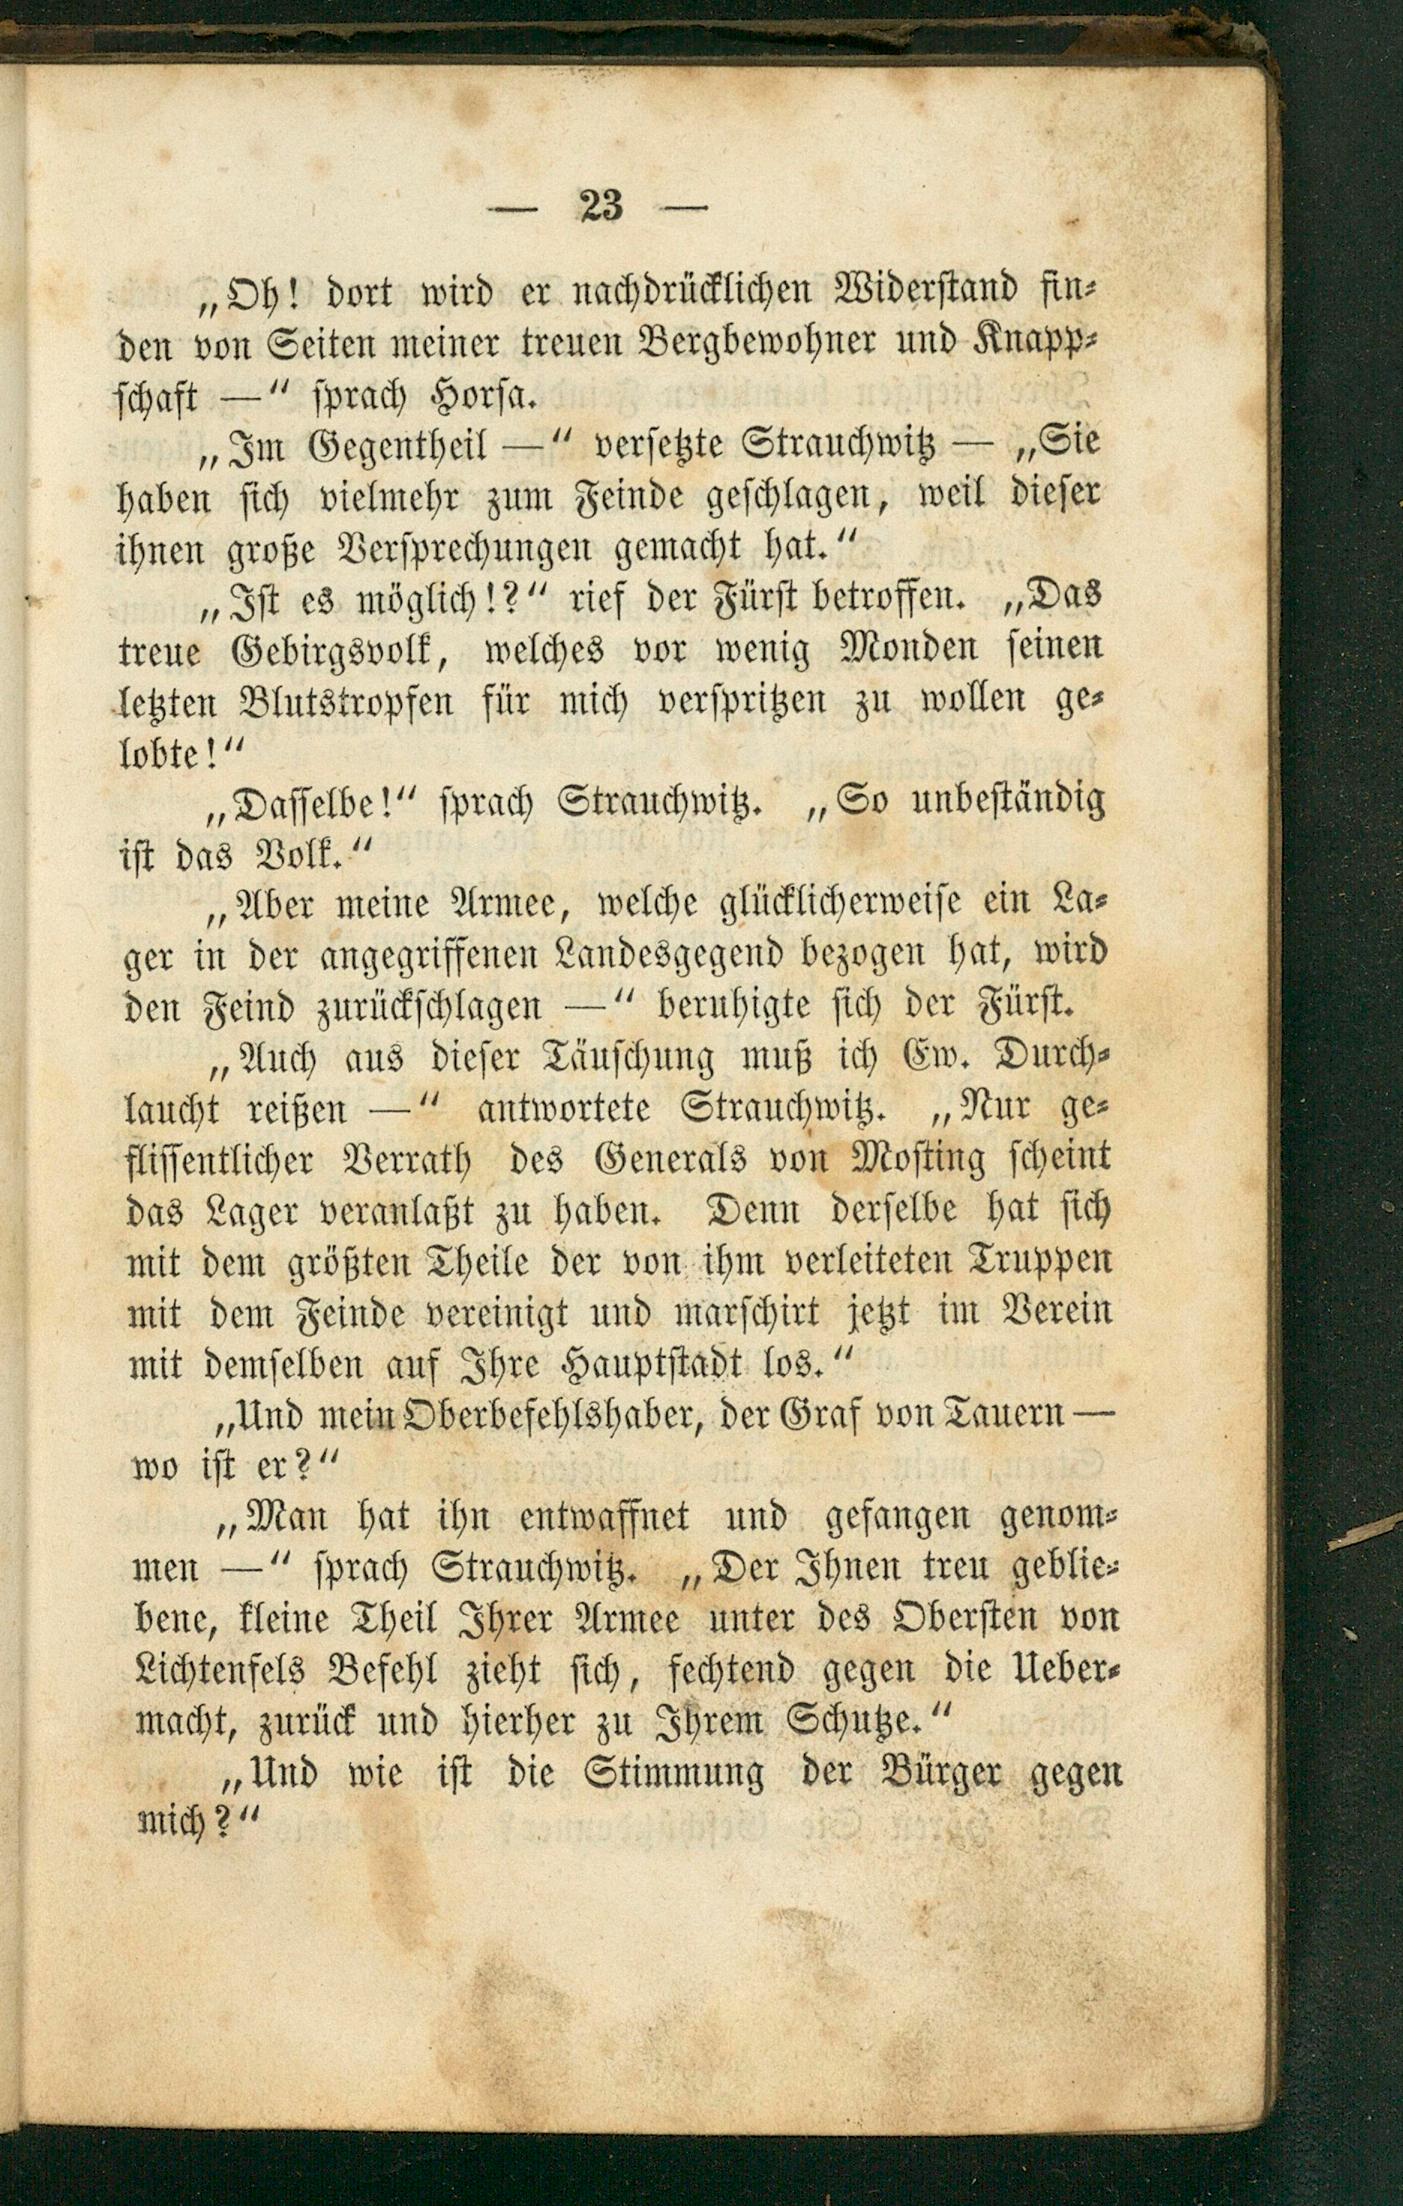 — 23 —
„Oh! dort wird er nachdrücklichen Widerstand fin-
den von Seiten meiner treuen Bergbewohner und Knapp-
schaft —“ sprach Horsa.
„Im Gegentheil —“ versetzte Strauchwitz — „Sie
haben sich vielmehr zum Feinde geschlagen, weil dieser
ihnen große Versprechungen gemacht hat.“
„Ist es möglich!?“ rief der Fürst betroffen. „Das
treue Gebirgsvolk, welches vor wenig Monden seinen
letzten Blutstropfen für mich verspritzen zu wollen ge-
lobte!“
„Dasselbe!“ sprach Strauchwitz. „So unbeständig
ist das Volk.“
„Aber meine Armee, welche glücklicherweise ein La-
ger in der angegriffenen Landesgegend bezogen hat, wird
den Feind zurückschlagen —“ beruhigte sich der Fürst.
„Auch aus dieser Täuschung muß ich Ew. Durch-
laucht reißen —“ antwortete Strauchwitz. „Nur ge-
flissentlicher Verrath des Generals von Mosting scheint
das Lager veranlaßt zu haben. Denn derselbe hat sich
mit dem größten Theile der von ihm verleiteten Truppen
mit dem Feinde vereinigt und marschirt jetzt im Verein
mit demselben auf Ihre Hauptstadt los.“
„Und mein Oberbefehlshaber, der Graf von Tauern —
wo ist er?“
„Man hat ihn entwaffnet und gefangen genom-
men —“ sprach Strauchwitz. „Der Ihnen treu geblie-
bene, kleine Theil Ihrer Armee unter des Obersten von
Lichtenfels Befehl zieht sich, fechtend gegen die Ueber-
macht, zurück und hierher zu Ihrem Schutze.“
„Und wie ist die Stimmung der Bürger gegen
mich?“